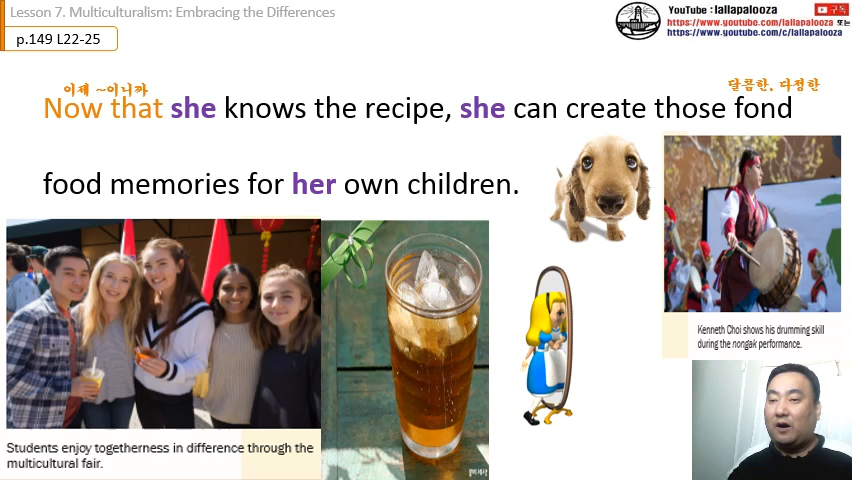 Lesson 7. Multiculturalism: Embracing the Differences
YouTube : lallapalooza 구독
https://www.youtube.com/lallapalooza 또는
https://www.youtube.com/c/lallapalooza
p.149 L22-25
이제 ~이니까
달콤한. 다정한
Now that she knows the recipe, she can create those fond
food memories for her own children.
Kenneth Choi shows his drumming skill
during the nongak performance.
Students enjoy togetherness in difference through the
multicultural fair.